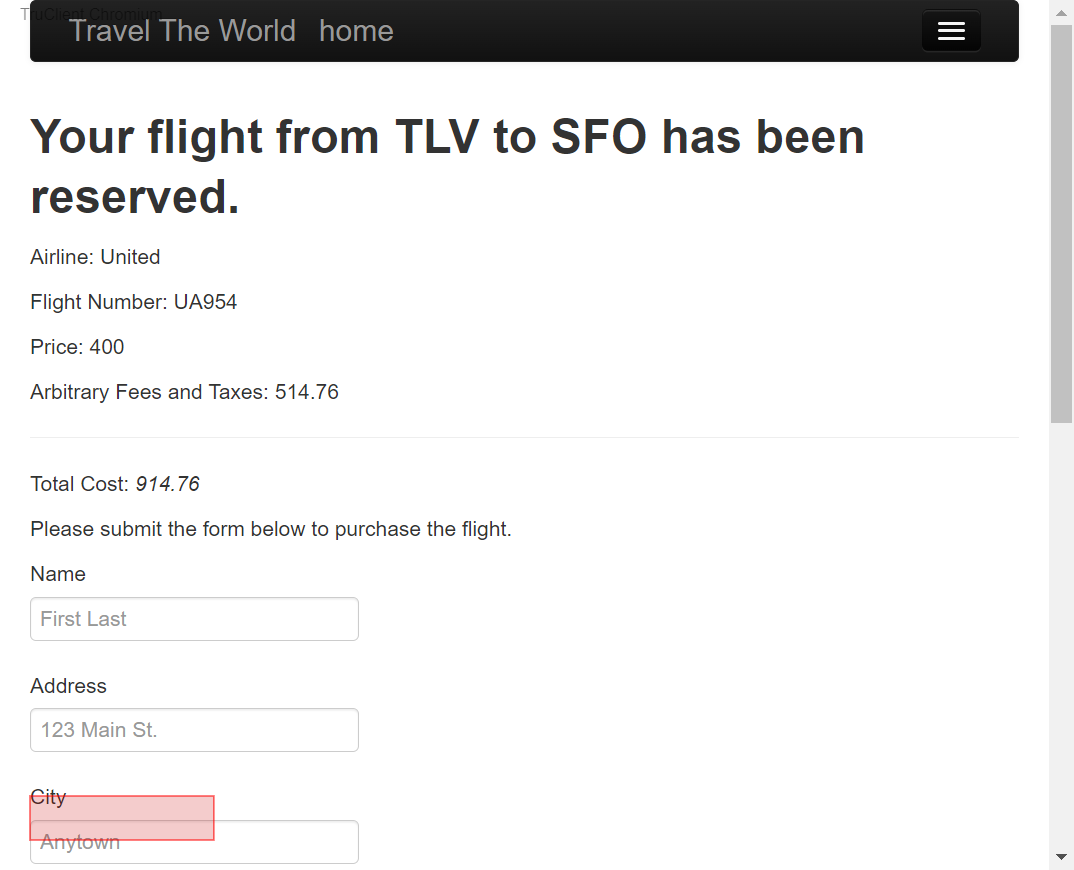 TruClient Chromium
Travel The World home
Your flight from TLV to SFO has been
reserved.
Airline: United
Flight Number: UA954
Price: 400
Arbitrary Fees and Taxes: 514.76
Total Cost: 914.76
Please submit the form below to purchase the flight.
Name
First Last
Address
123 Main St.
City
Anytown